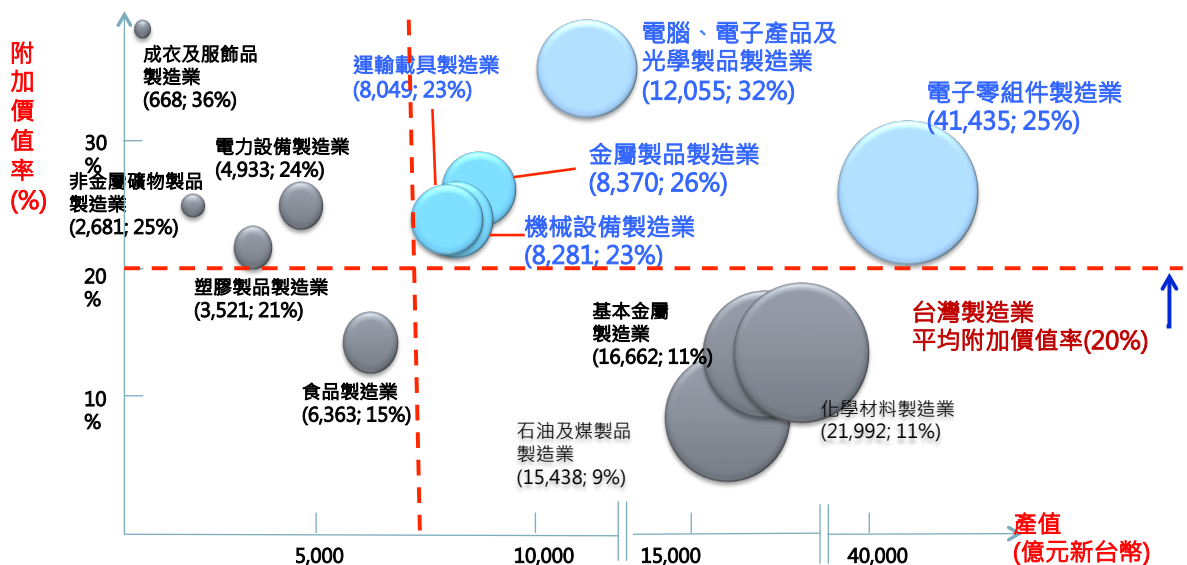 附
加
價
值
率
(%)
成衣及服飾品
製造業
(668; 36%)
運輸載具製造業
(8,049; 23%)
電腦、電子產品及
光學製品製造業
(12,055; 32%)
電子零組件製造業
(41,435; 25%)
30
%
電力設備製造業
(4,933; 24%)
金屬製品製造業
(8,370; 26%)
非金屬礦物製品
製造業
(2,681; 25%)
機械設備製造業
(8,281; 23%)
20
%
塑膠製品製造業
(3,521; 21%)
基本金屬
製造業
(16,662; 11%)
台灣製造業
平均附加價值率(20%)
10
%
食品製造業
(6,363; 15%)
石油及煤製品
製造業
(15,438; 9%)
化學材料製造業
(21,992; 11%)
5,000
10,000
15,000
40,000
產值
(億元新台幣)